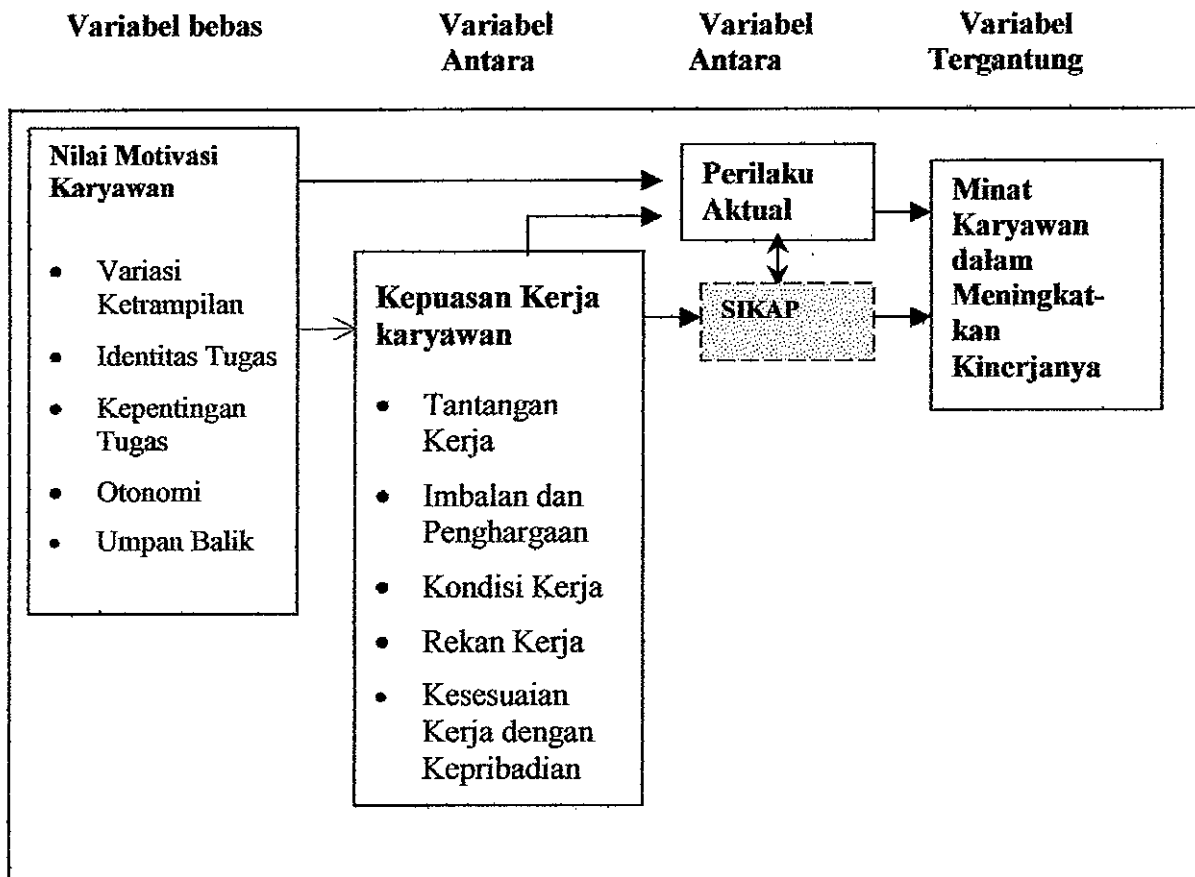 Variabel bebas
Variabel
Antara
Variabel
Antara
Variabel
Tergantung
Nilai Motivasi
Karyawan
• Variasi
Ketrampilan
• Identitas Tugas
• Kepentingan
Tugas
• Otonomi
• Umpan Balik
Kepuasan Kerja
karyawan
• Tantangan
Kerja
• Imbalan dan
Penghargaan
• Kondisi Kerja
• Rekan Kerja
• Kesesuaian
Kerja dengan
Kepribadian
Perilaku
Aktual
SIKAP
Minat
Karyawan
dalam
Meningkat-
kan
Kinerjanya